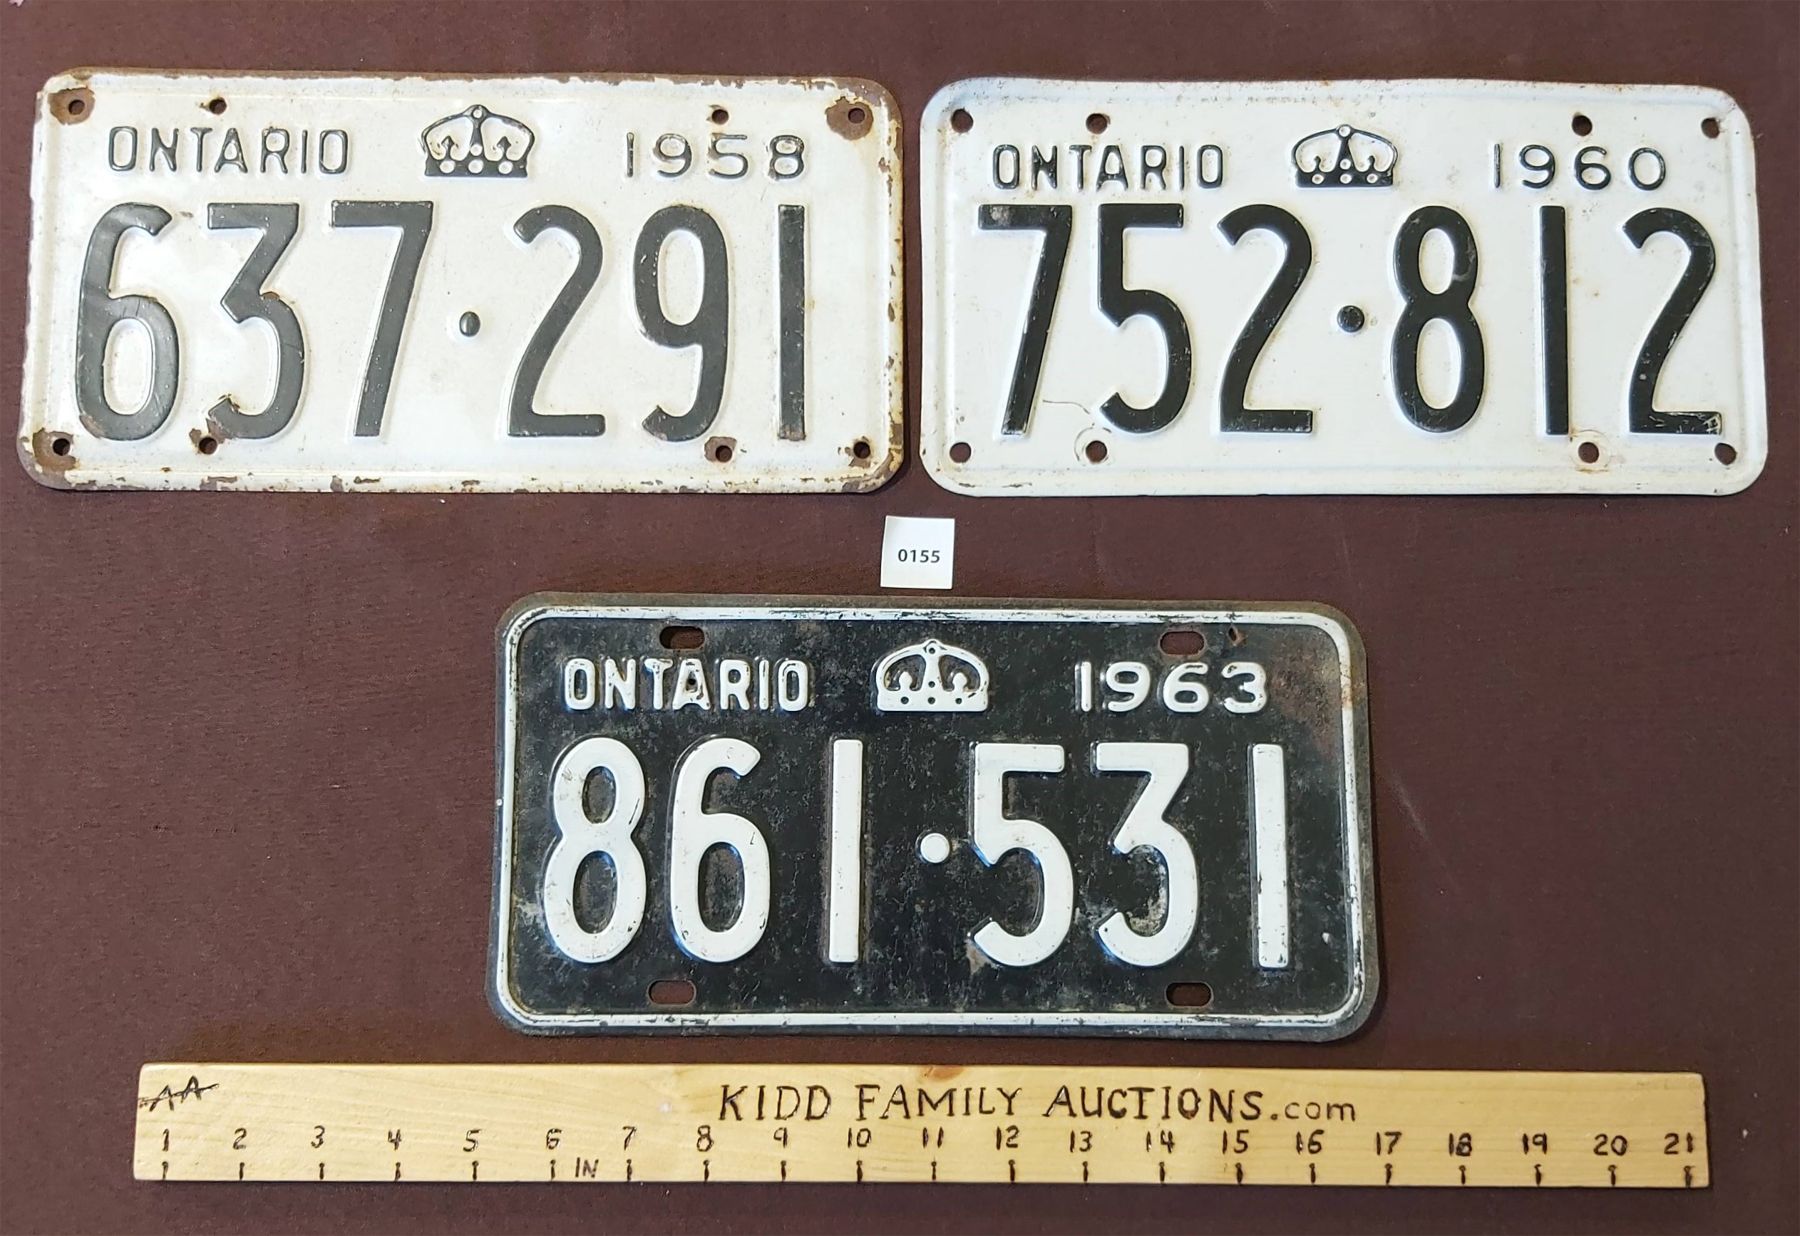 ONTARIO 1958
637·291
ONTARIO 1960
752·812
0155
ONTARIO 1963
861·531
AA
KIDD FAMILY AUCTIONS.com
1 2 3 4 5 6 7 8 9 10 11 12 13 14 15 16 17 18 19 20 21
IN